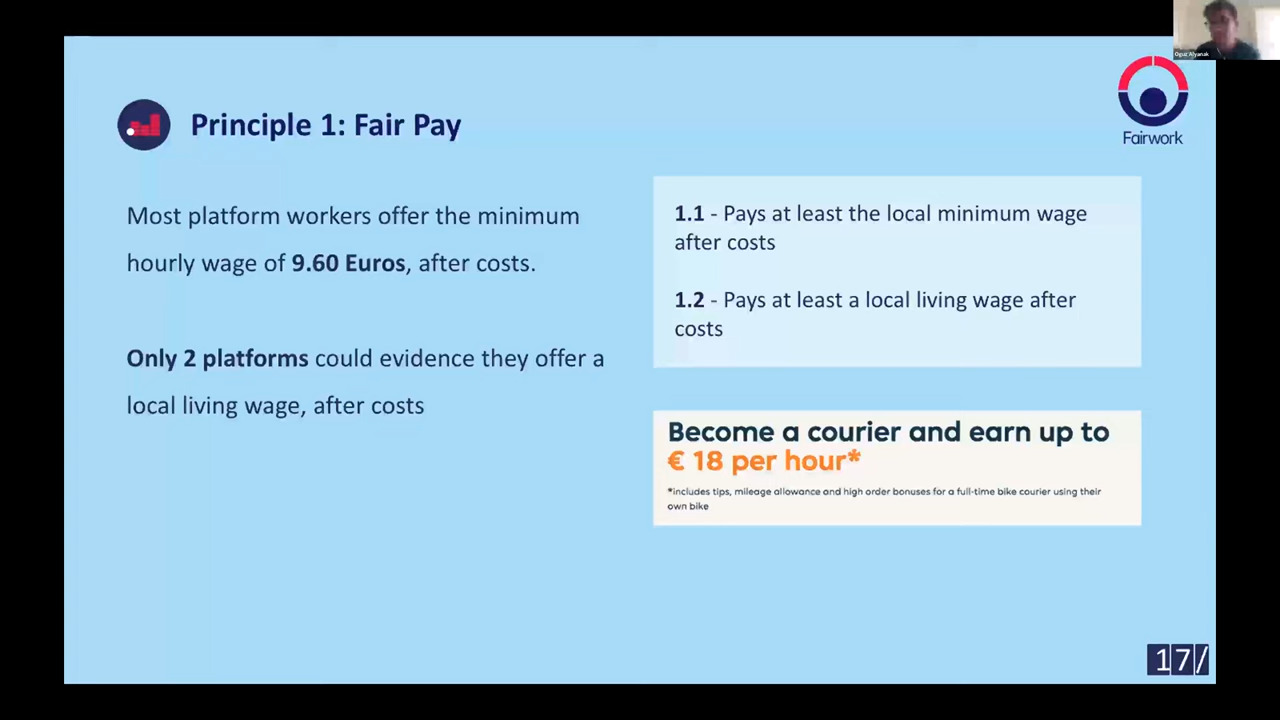 Oguz Alyanak
Fairwork
Principle 1: Fair Pay
Most platform workers offer the minimum
hourly wage of 9.60 Euros, after costs.
Only 2 platforms could evidence they offer a
local living wage, after costs
1.1 - Pays at least the local minimum wage
after costs
1.2 - Pays at least a local living wage after
costs
Become a courier and earn up to
€ 18 per hour*
*includes tips, mileage allowance and high order bonuses for a full-time bike courier using their
own bike
17/